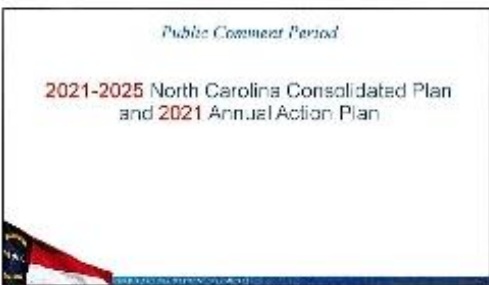 Public Comment Period
2021-2025 North Carolina Consolidated Plan
and 2021 Annual Action Plan